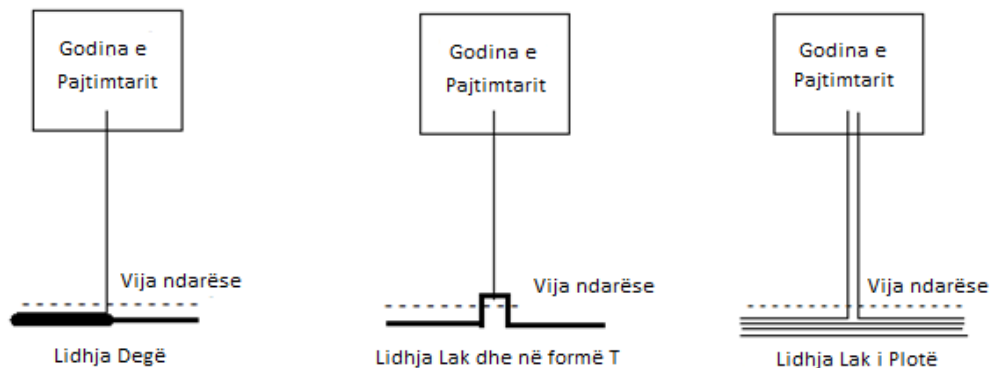 Godina e
Pajtimtarit
Godina e
Pajtimtarit
Godina e
Pajtimtarit
Vija ndarëse
Vija ndarëse
Vija ndarëse
Lidhja Degë
Lidhja Lak dhe në formë T
Lidhja Lak i Plotë